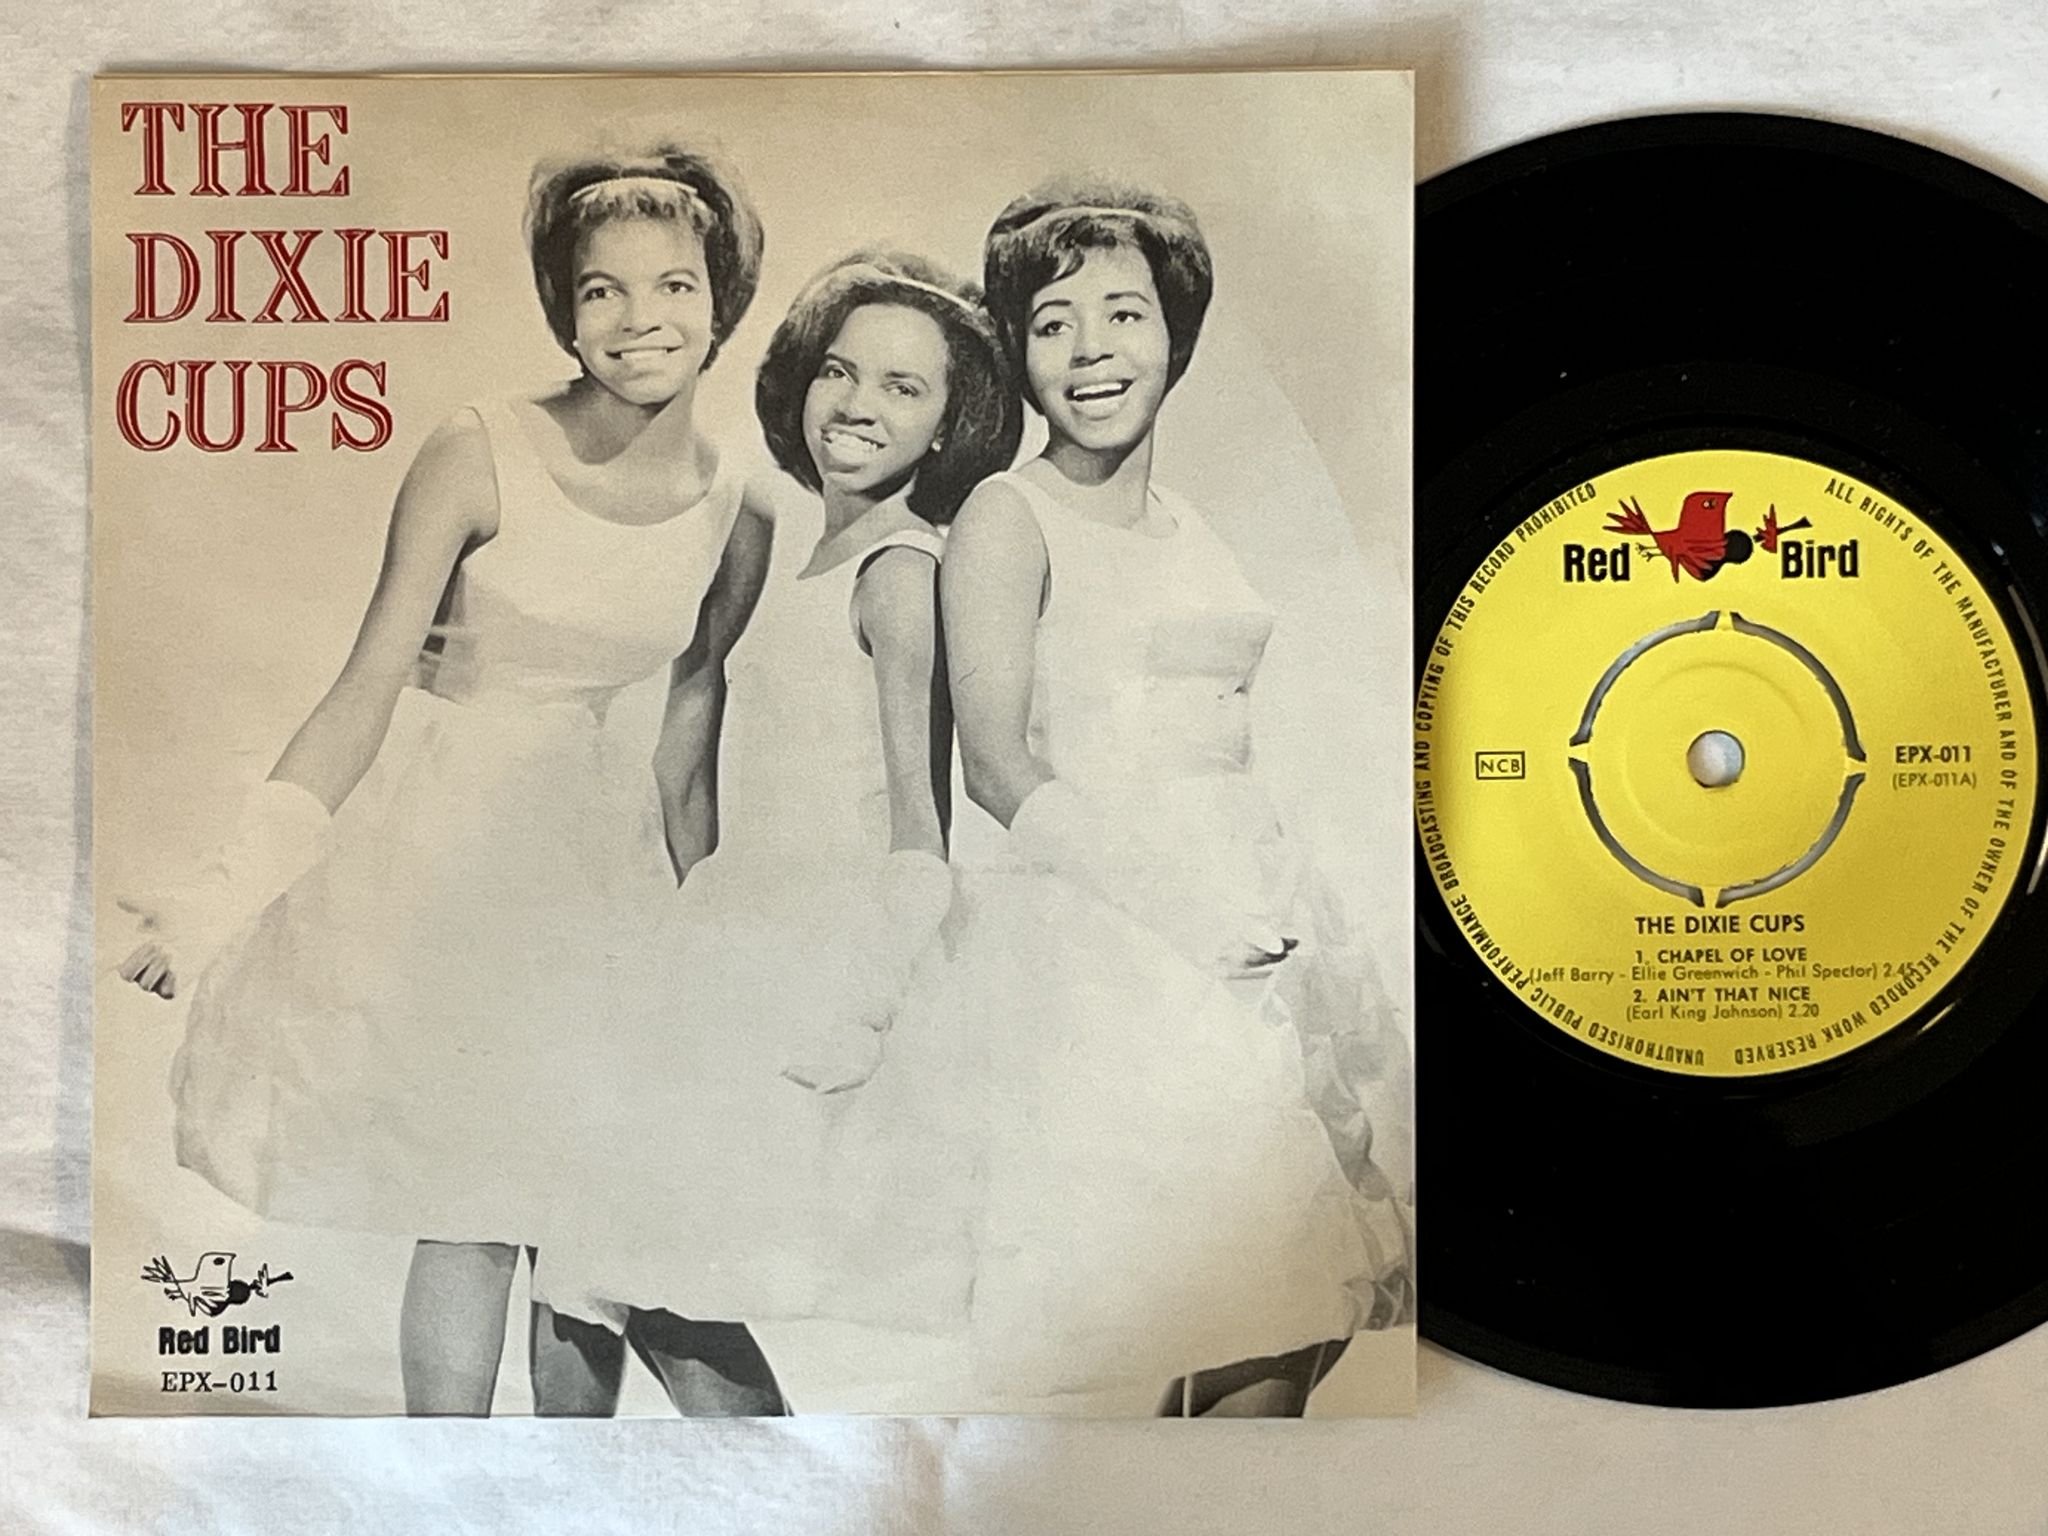 THE
DIXIE
CUPS
Red Bird
EPX-011
UNAUTHORISED PUBLIC PERFORMANCE BROADCASTING AND COPYING OF THIS RECORD PROHIBITED
ALL RIGHTS OF THE MANUFACTURER AND OF THE OWNER OF THE RECORDED WORK RESERVED
Red Bird
NCB
EPX-011
(EPX-011A)
THE DIXIE CUPS
1. CHAPEL OF LOVE
(Jeff Barry - Ellie Greenwich - Phil Spector) 2.45
2. AIN'T THAT NICE
(Earl King Johnson) 2.20